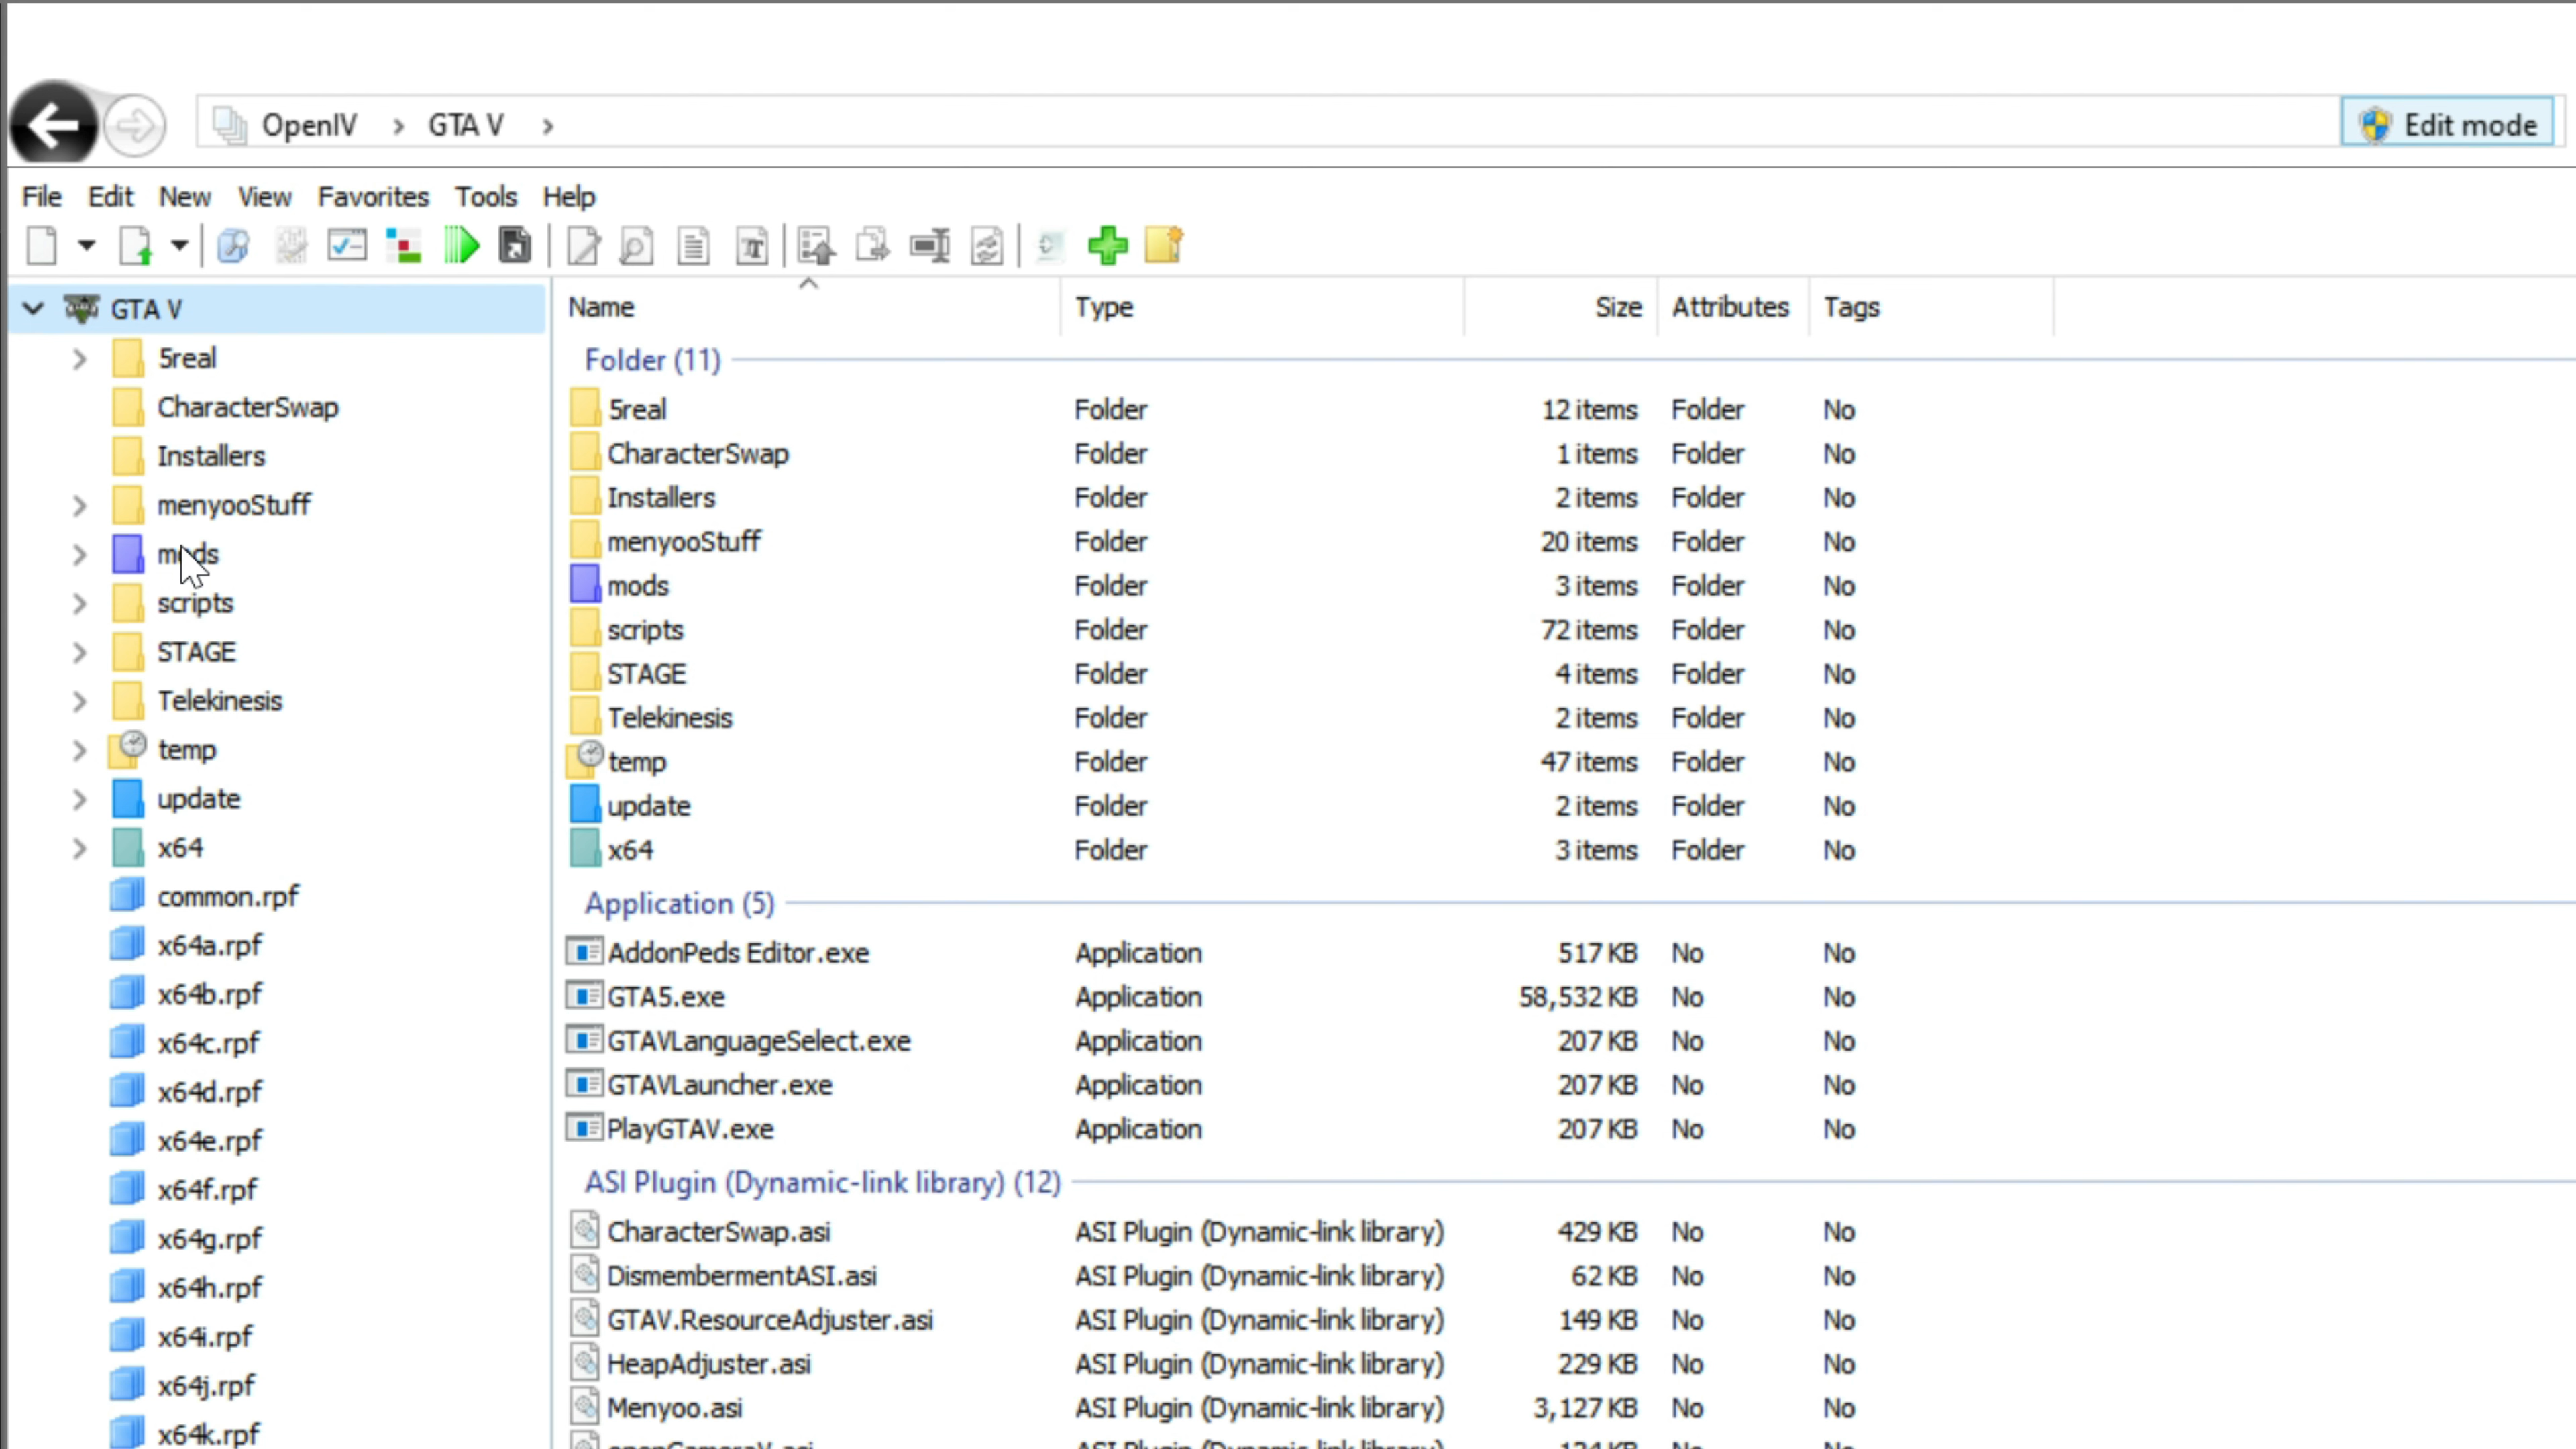 OpenIV > GTA V > Edit mode
File Edit New View Favorites Tools Help
GTA V
5real
CharacterSwap
Installers
menyooStuff
mods
scripts
STAGE
Telekinesis
temp
update
x64
common.rpf
x64a.rpf
x64b.rpf
x64c.rpf
x64d.rpf
x64e.rpf
x64f.rpf
x64g.rpf
x64h.rpf
x64i.rpf
x64j.rpf
x64k.rpf
Name Type Size Attributes Tags
Folder (11)
5real Folder 12 items Folder No
CharacterSwap Folder 1 items Folder No
Installers Folder 2 items Folder No
menyooStuff Folder 20 items Folder No
mods Folder 3 items Folder No
scripts Folder 72 items Folder No
STAGE Folder 4 items Folder No
Telekinesis Folder 2 items Folder No
temp Folder 47 items Folder No
update Folder 2 items Folder No
x64 Folder 3 items Folder No
Application (5)
AddonPeds Editor.exe Application 517 KB No No
GTA5.exe Application 58,532 KB No No
GTAVLanguageSelect.exe Application 207 KB No No
GTAVLauncher.exe Application 207 KB No No
PlayGTAV.exe Application 207 KB No No
ASI Plugin (Dynamic-link library) (12)
CharacterSwap.asi ASI Plugin (Dynamic-link library) 429 KB No No
DismembermentASI.asi ASI Plugin (Dynamic-link library) 62 KB No No
GTAV.ResourceAdjuster.asi ASI Plugin (Dynamic-link library) 149 KB No No
HeapAdjuster.asi ASI Plugin (Dynamic-link library) 229 KB No No
Menyoo.asi ASI Plugin (Dynamic-link library) 3,127 KB No No